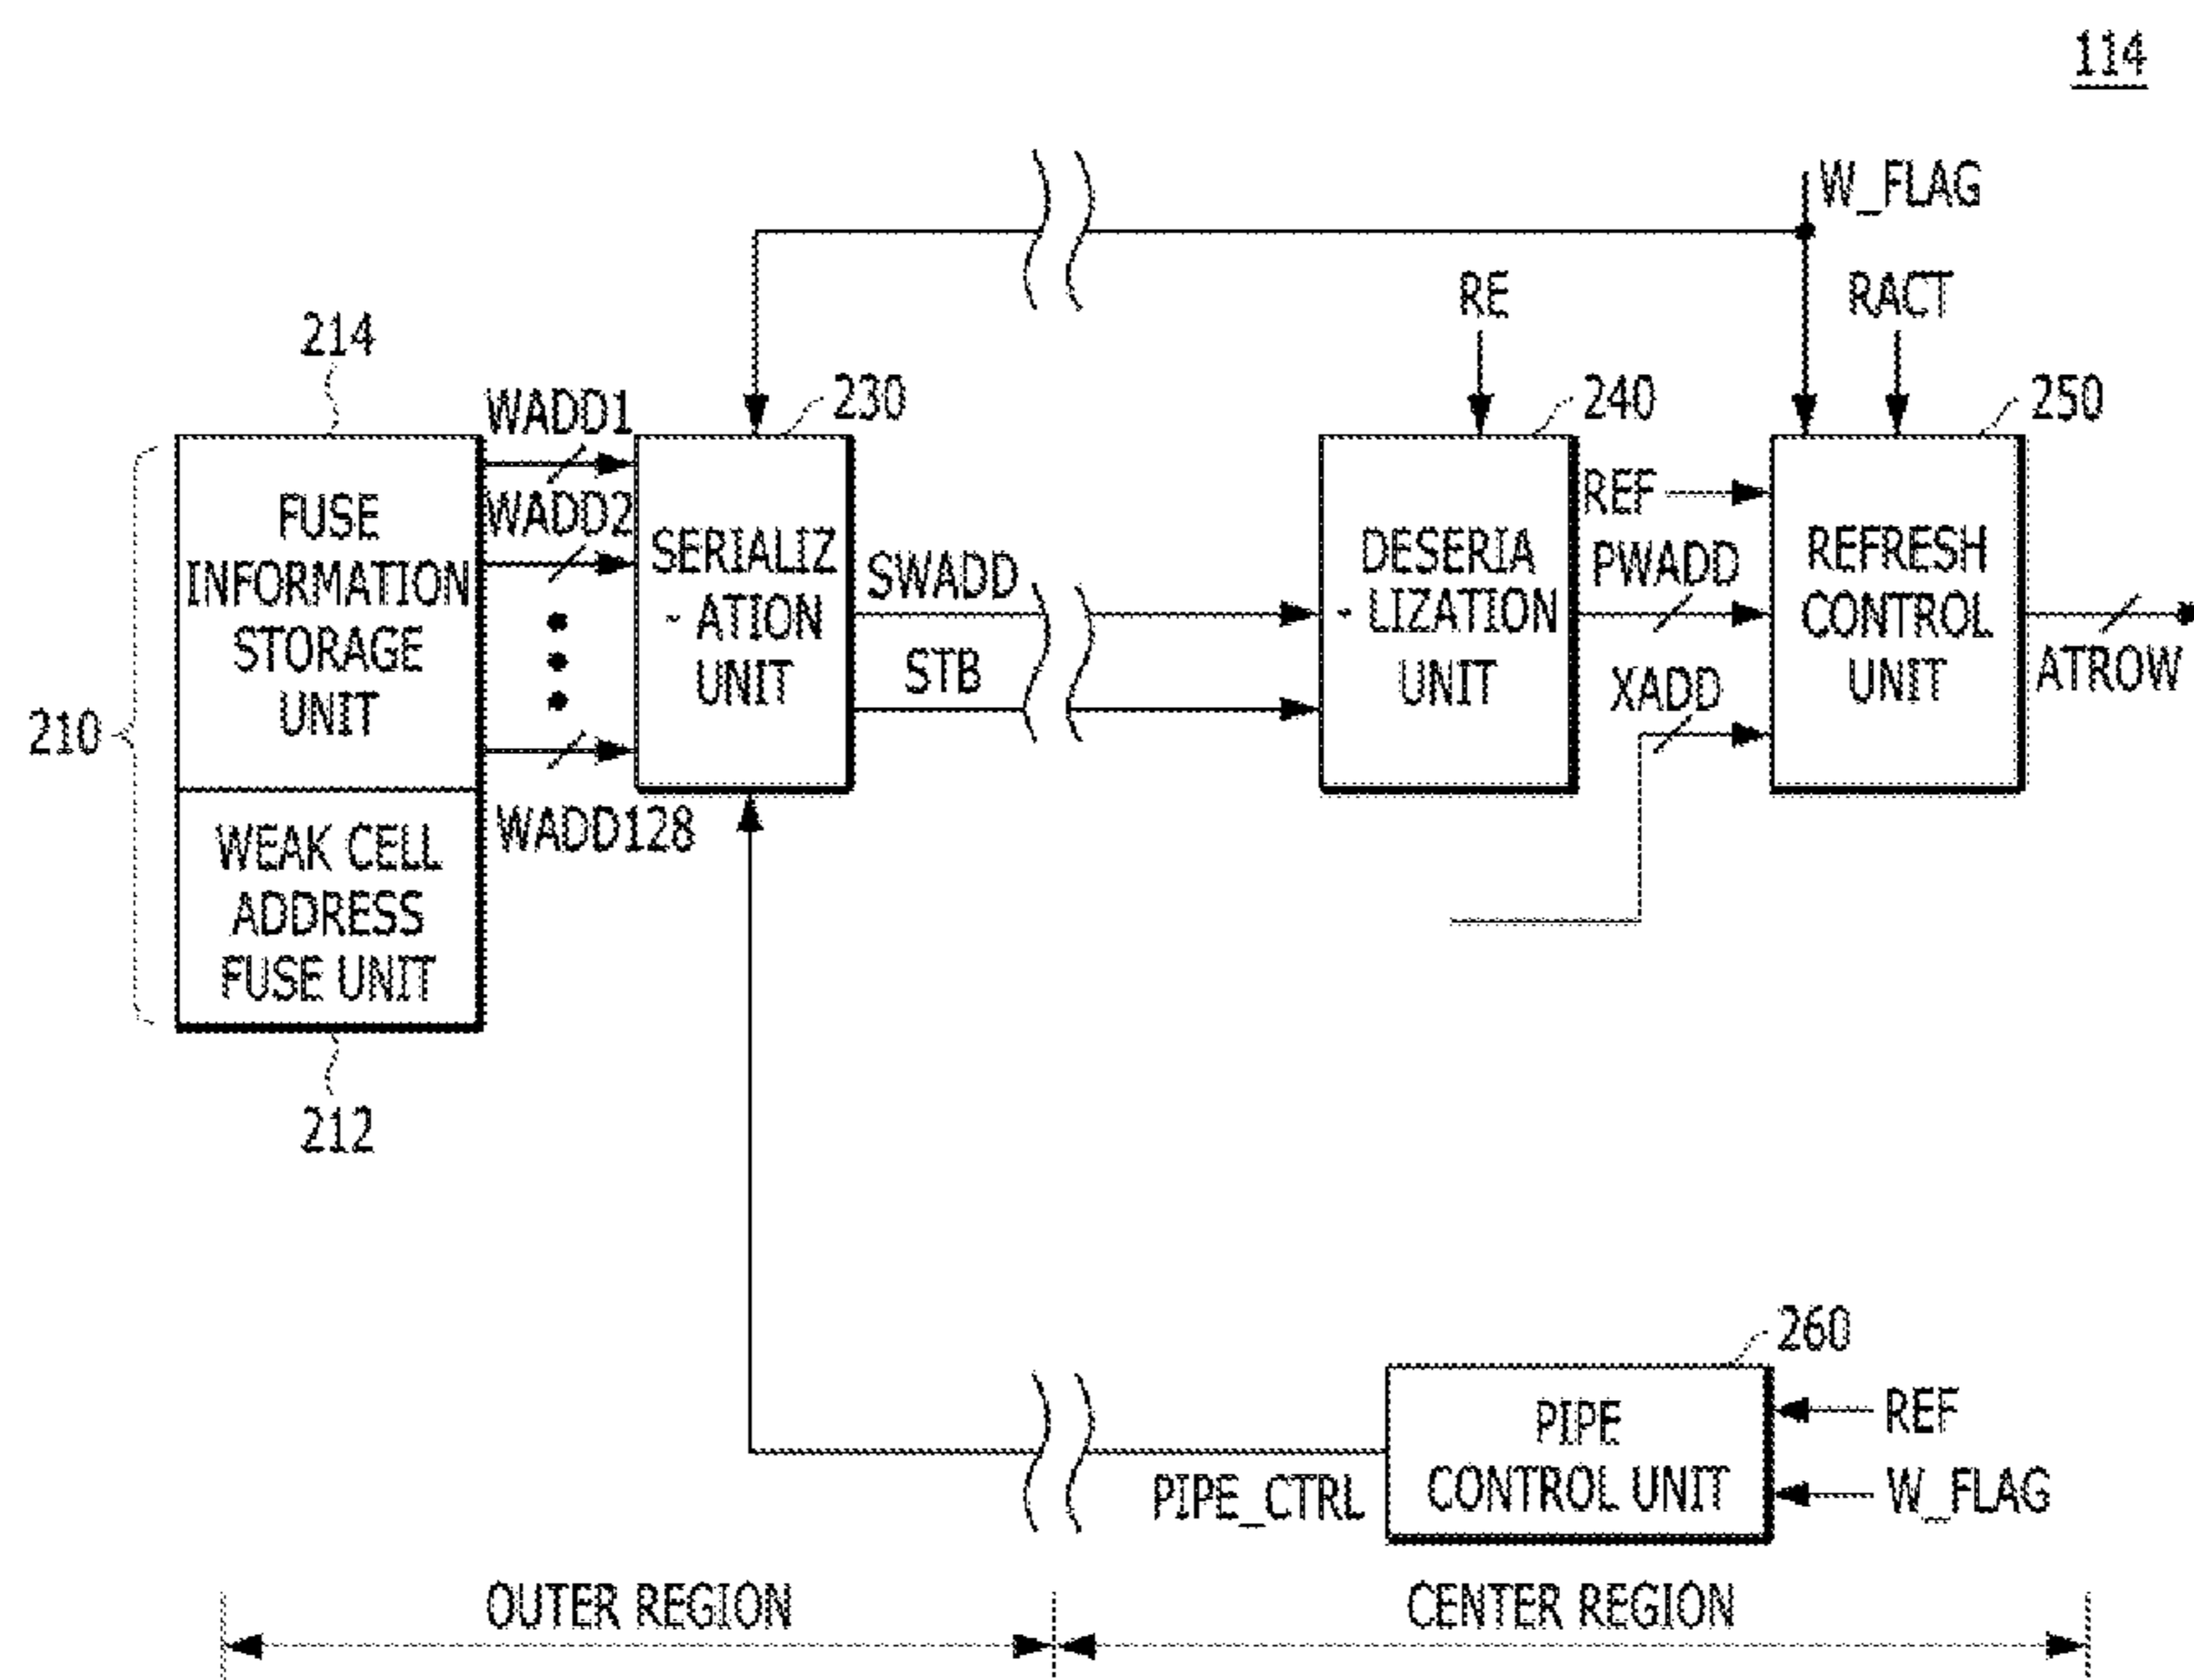 114
W_FLAG
RE
RACT
214
230
240
250
WADD1
WADD2
WADD128
FUSE
INFORMATION
STORAGE
UNIT
210
WEAK CELL
ADDRESS
FUSE UNIT
212
SERIALIZ
- ATION
UNIT
SWADD
STB
DESERIA
- LIZATION
UNIT
REF
PWADD
XADD
REFRESH
CONTROL
UNIT
ATROW
260
PIPE
CONTROL UNIT
REF
W_FLAG
PIPE_CTRL
OUTER REGION
CENTER REGION